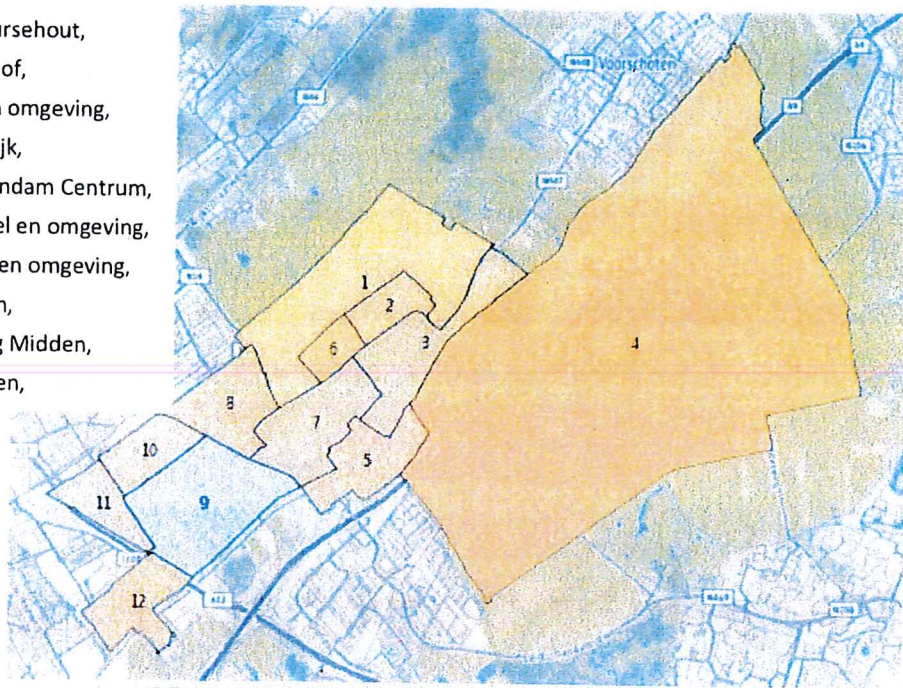 rsehout,
of,
omgeving,
jk,
ndam Centrum,
el en omgeving,
en omgeving,
g Midden,
en,
Voorschoten
1
2
3
4
5
6
7
8
9
10
11
12